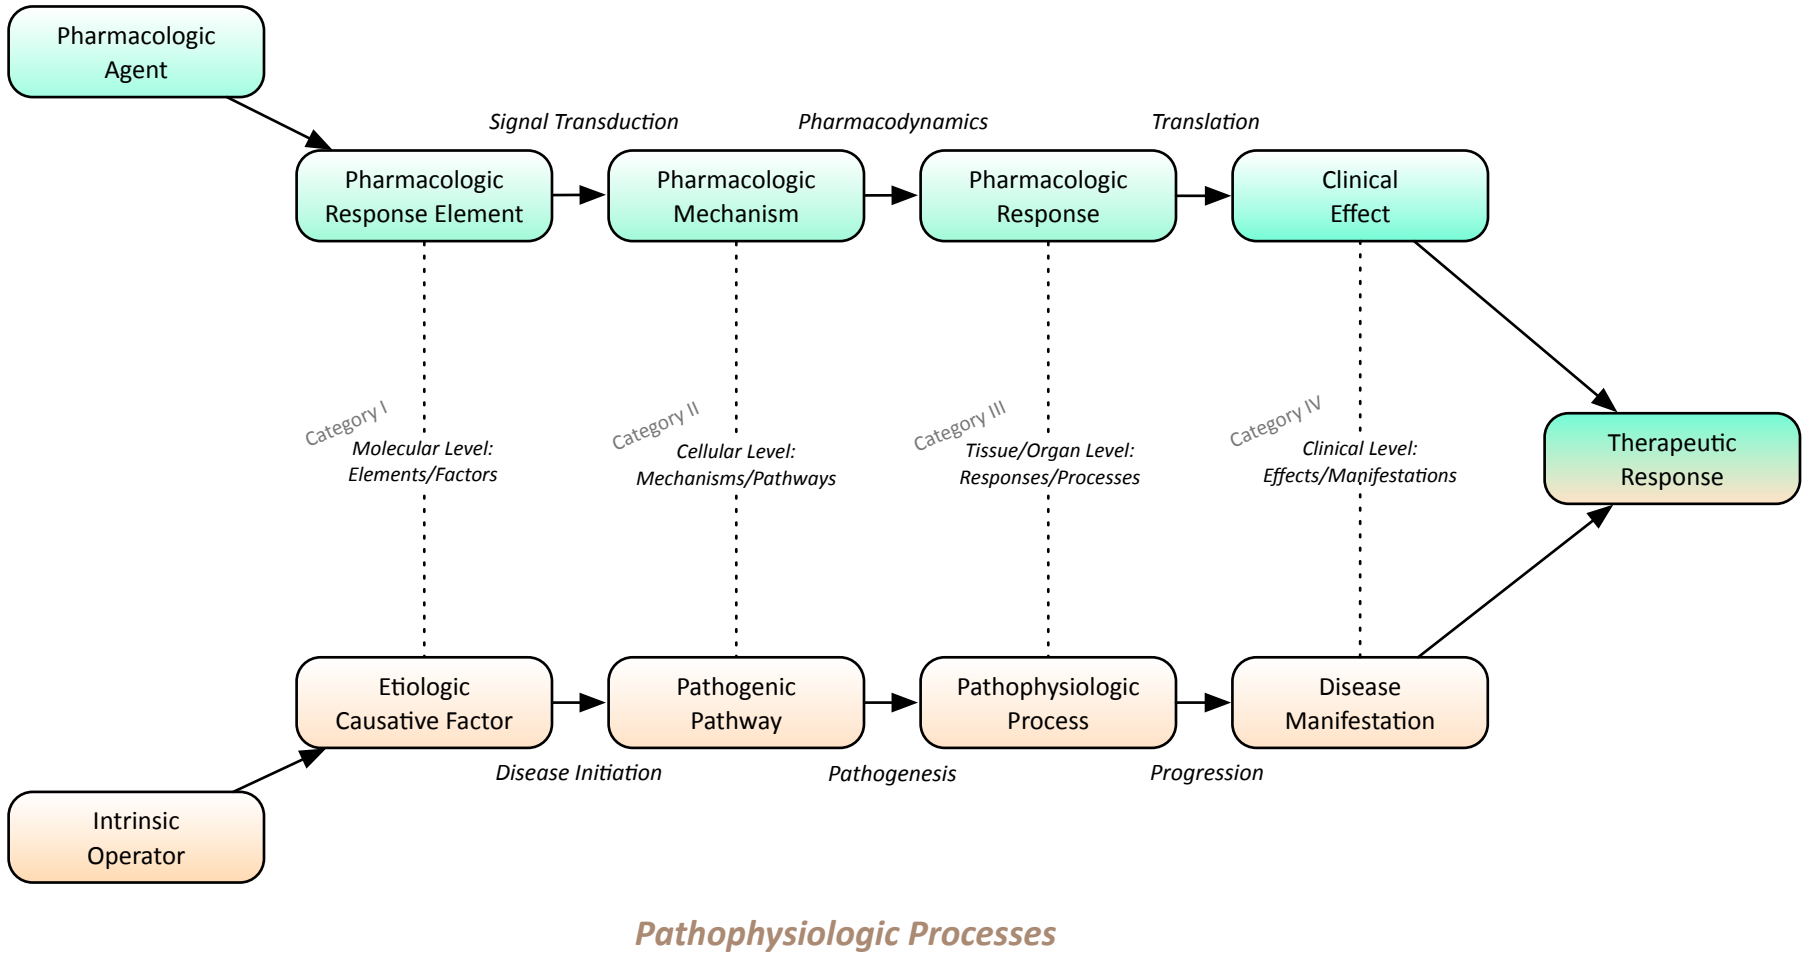 Pharmacologic
Agent
Signal Transduction
Pharmacodynamics
Translation
Pharmacologic
Response Element
Pharmacologic
Mechanism
Pharmacologic
Response
Clinical
Effect
Category I
Molecular Level:
Elements/Factors
Category II
Cellular Level:
Mechanisms/Pathways
Category III
Tissue/Organ Level:
Responses/Processes
Category IV
Clinical Level:
Effects/Manifestations
Therapeutic
Response
Etiologic
Causative Factor
Pathogenic
Pathway
Pathophysiologic
Process
Disease
Manifestation
Disease Initiation
Pathogenesis
Progression
Intrinsic
Operator
Pathophysiologic Processes